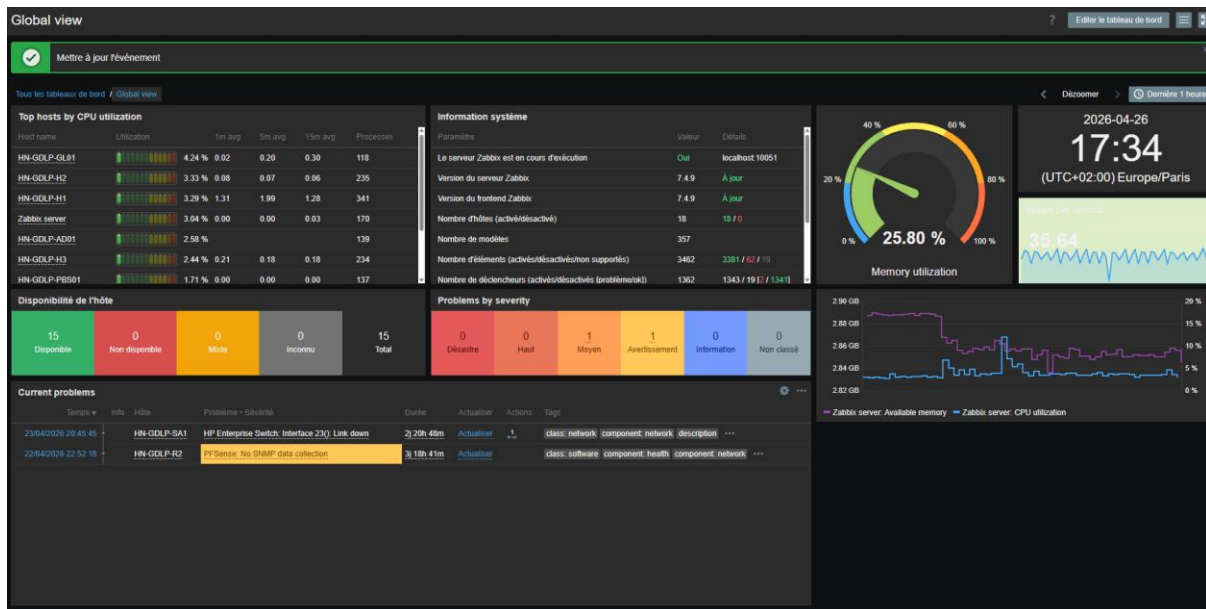 Global view
? Editer le tableau de bord
Mettre à jour l'événement
Tous les tableaux de bord / Global view
Dézoomer
Dernière 1 heure
Top hosts by CPU utilization
Host name Utilization 1m avg 5m avg 15m avg Processes
HN-GDLP-GL01 4.24 % 0.02 0.20 0.30 118
HN-GDLP-H2 3.33 % 0.08 0.07 0.06 235
HN-GDLP-H1 3.29 % 1.31 1.99 1.28 341
Zabbix server 3.04 % 0.00 0.00 0.03 170
HN-GDLP-AD01 2.58 % 139
HN-GDLP-H3 2.44 % 0.21 0.18 0.18 234
HN-GDLP-PBS01 1.71 % 0.00 0.00 0.00 137
Information système
Paramètre Valeur Détails
Le serveur Zabbix est en cours d'exécution Oui localhost:10051
Version du serveur Zabbix 7.4.9 À jour
Version du frontend Zabbix 7.4.9 À jour
Nombre d'hôtes (activé/désactivé) 18 18 / 0
Nombre de modèles 357
Nombre d'éléments (activés/désactivés/non supportés) 3462 3381 / 62 / 19
Nombre de déclencheurs (activés/désactivés [problème/ok]) 1362 1343 / 19 [2 / 1341]
0% 20 % 40 % 60 % 80 % 100 %
25.80 %
Memory utilization
2026-04-26
17:34
(UTC+02:00) Europe/Paris
35.64
Disponibilité de l'hôte
15 Disponible
0 Non disponible
0 Mixte
0 Inconnu
15 Total
Problems by severity
0 Désastre
0 Haut
1 Moyen
1 Avertissement
0 Information
0 Non classé
2.90 GB 20 %
2.88 GB 15 %
2.86 GB 10 %
2.84 GB 5 %
2.82 GB 0 %
Zabbix server: Available memory Zabbix server: CPU utilization
Current problems
Temps Info Hôte Problème • Sévérité Durée Actualiser Actions Tags
23/04/2026 20:45:45 HN-GDLP-SA1 HP Enterprise Switch: Interface 23(): Link down 2j 20h 48m Actualiser 1 class: network component: network description
22/04/2026 22:52:18 HN-GDLP-R2 PFSense: No SNMP data collection 3j 18h 41m Actualiser class: software component: health component: network